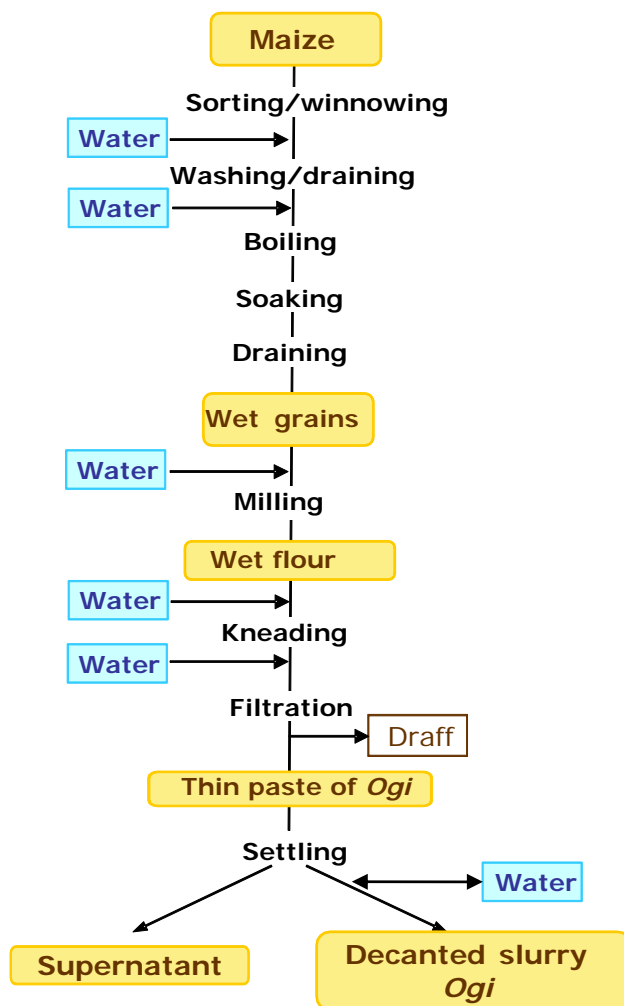 Maize
Sorting/winnowing
Water
Washing/draining
Water
Boiling
Soaking
Draining
Wet grains
Water
Milling
Wet flour
Water
Kneading
Water
Filtration
Draff
Thin paste of Ogi
Settling
Water
Supernatant
Decanted slurry
Ogi